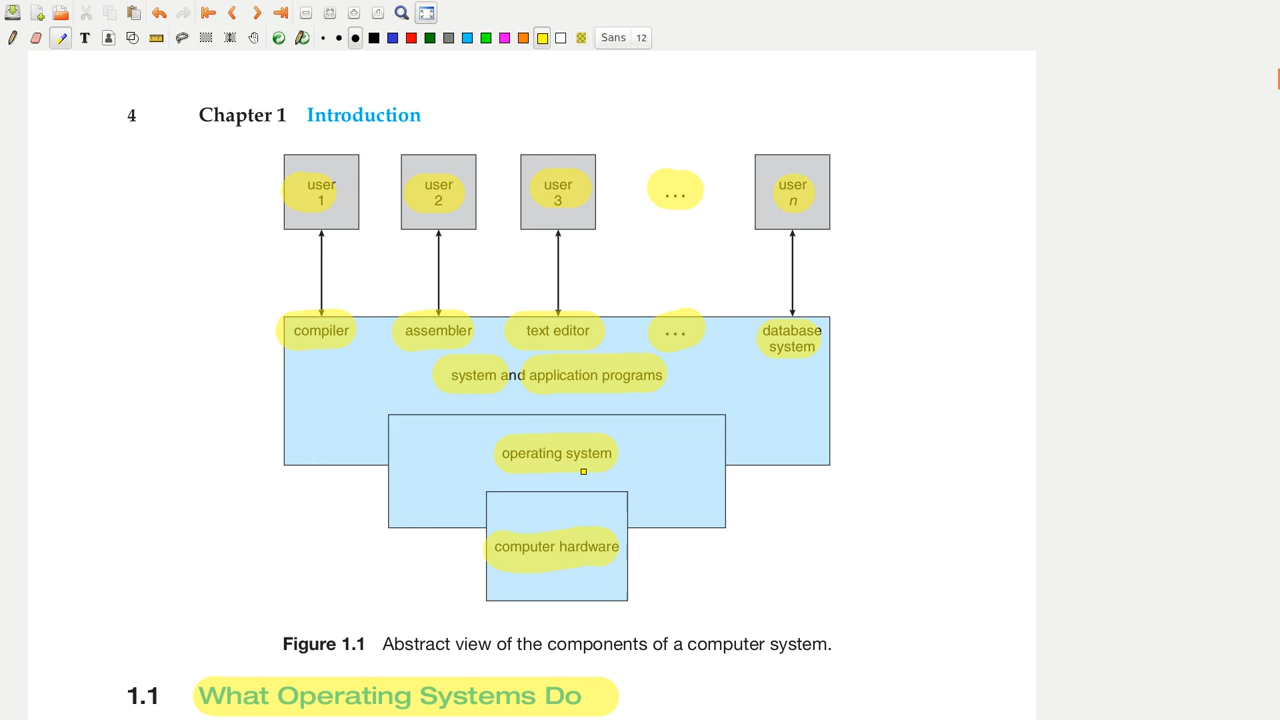 Sans 12
4 Chapter 1 Introduction
user 1
user 2
user 3
...
user n
compiler
assembler
text editor
...
database system
system and application programs
operating system
computer hardware
Figure 1.1 Abstract view of the components of a computer system.
1.1 What Operating Systems Do